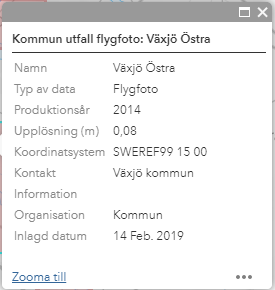 Kommun utfall flygfoto: Växjö Östra
Namn Växjö Östra
Typ av data Flygfoto
Produktionsår 2014
Upplösning (m) 0,08
Koordinatsystem SWEREF99 15 00
Kontakt Växjö kommun
Information
Organisation Kommun
Inlagd datum 14 Feb. 2019
Zooma till